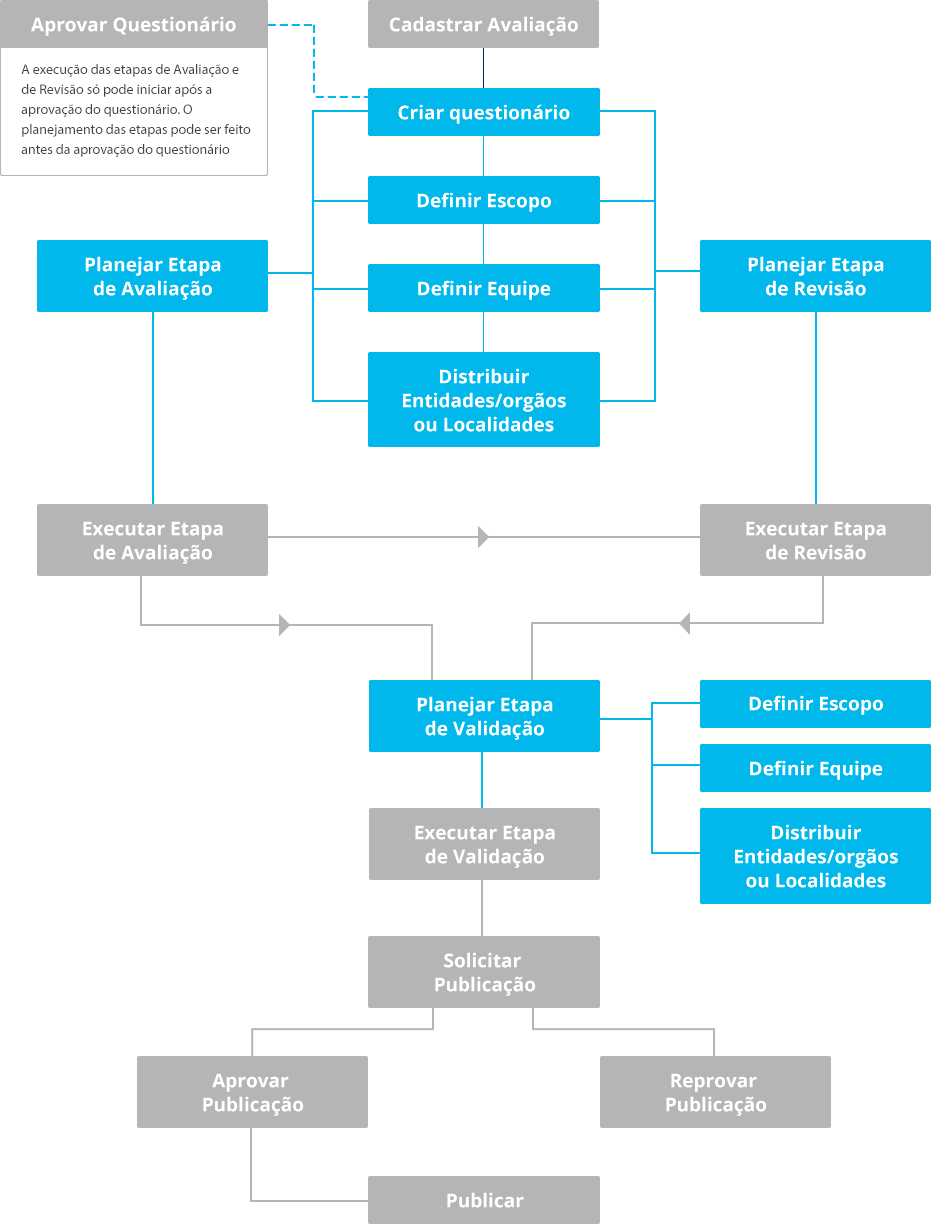 Aprovar Questionário
A execução das etapas de Avaliação e
de Revisão só pode iniciar após a
aprovação do questionário. O
planejamento das etapas pode ser feito
antes da aprovação do questionário
Cadastrar Avaliação
Criar questionário
Definir Escopo
Definir Equipe
Distribuir
Entidades/orgãos
ou Localidades
Planejar Etapa
de Avaliação
Planejar Etapa
de Revisão
Executar Etapa
de Avaliação
Executar Etapa
de Revisão
Planejar Etapa
de Validação
Definir Escopo
Definir Equipe
Distribuir
Entidades/orgãos
ou Localidades
Executar Etapa
de Validação
Solicitar
Publicação
Aprovar
Publicação
Reprovar
Publicação
Publicar